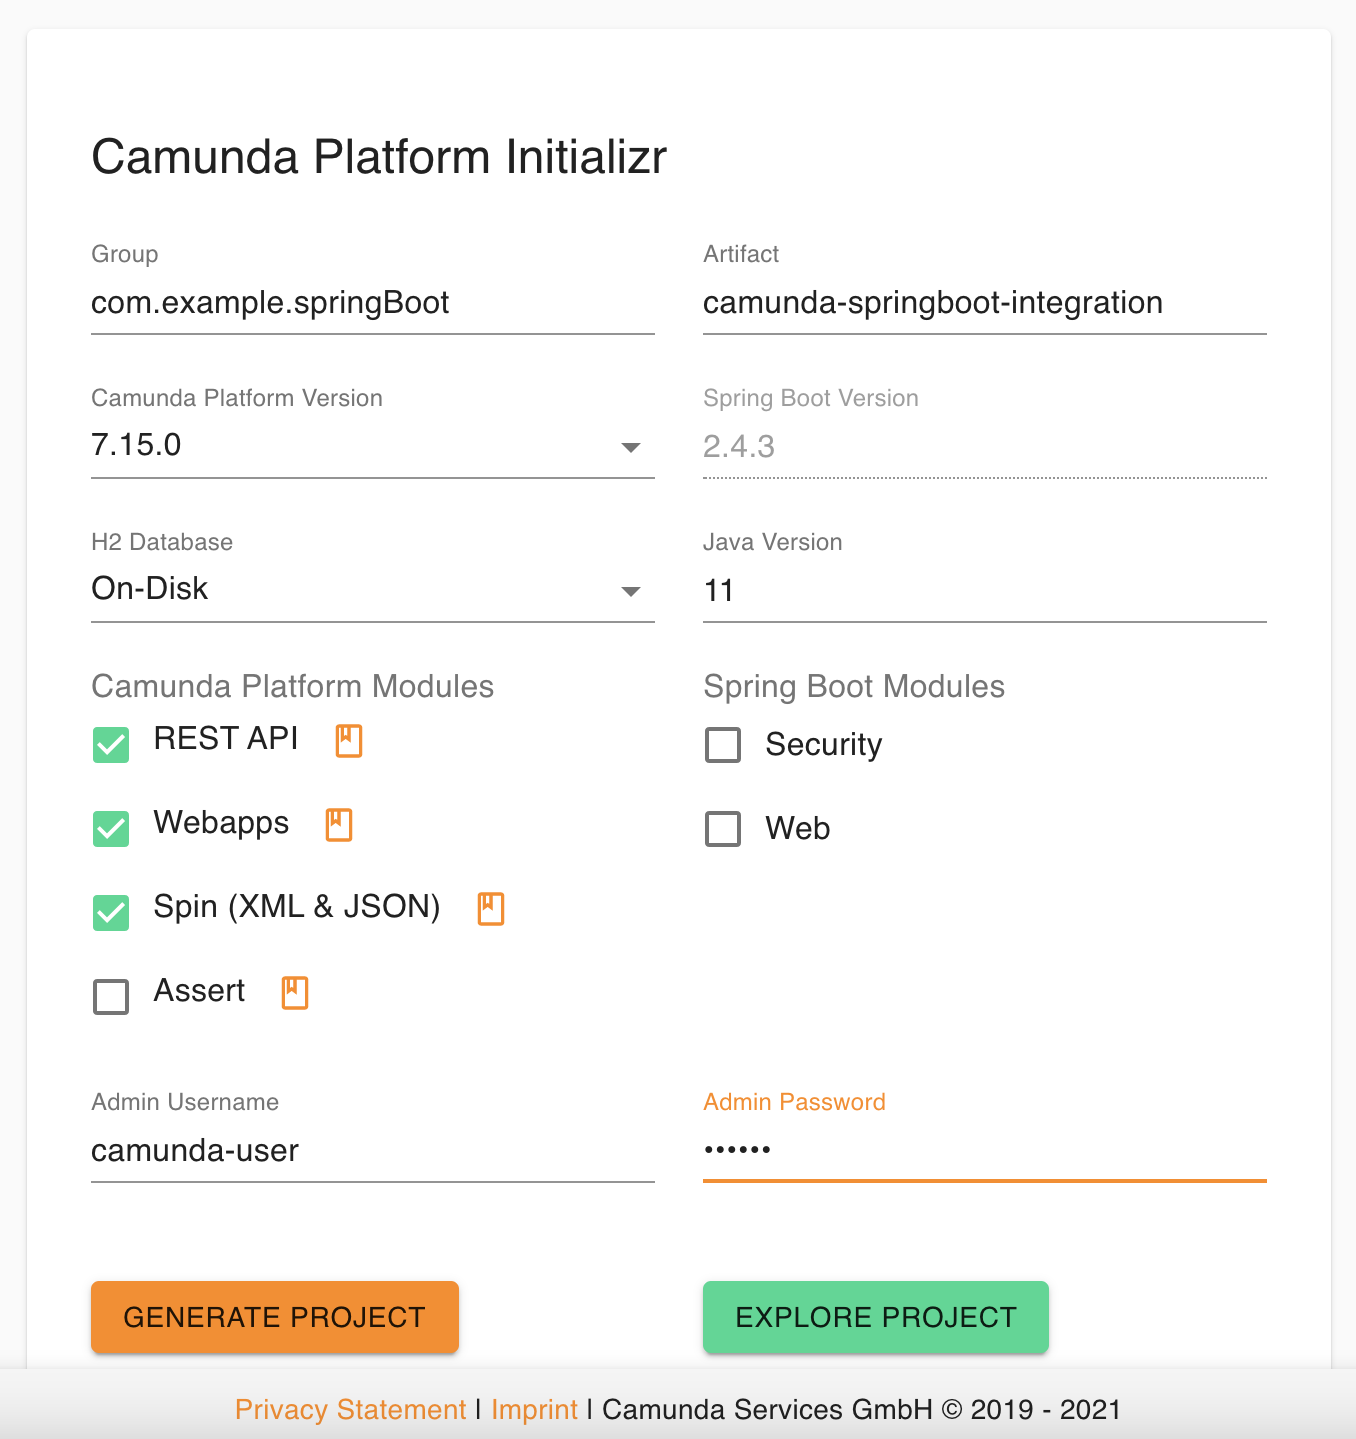 Camunda Platform Initializr
Group
com.example.springBoot
Artifact
camunda-springboot-integration
Camunda Platform Version
7.15.0
Spring Boot Version
2.4.3
H2 Database
On-Disk
Java Version
11
Camunda Platform Modules
REST API
Webapps
Spin (XML & JSON)
Assert
Spring Boot Modules
Security
Web
Admin Username
camunda-user
Admin Password
••••••
GENERATE PROJECT
EXPLORE PROJECT
Privacy Statement | Imprint | Camunda Services GmbH © 2019 - 2021